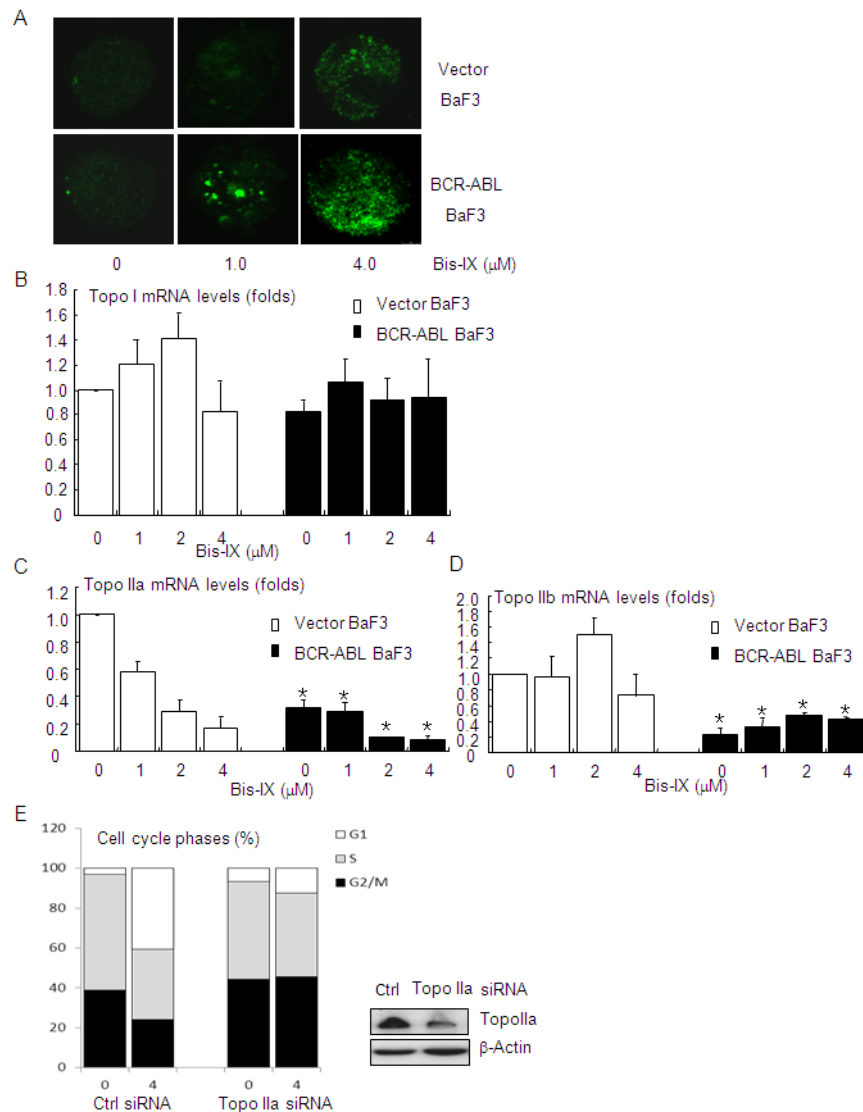 A
Vector
BaF3
BCR-ABL
BaF3
0 1.0 4.0 Bis-IX (μM)
B
Topo I mRNA levels (folds)
Vector BaF3
BCR-ABL BaF3
1.8
1.6
1.4
1.2
1.0
0.8
0.6
0.4
0.2
0
0 1 2 4 0 1 2 4
Bis-IX (μM)
C
Topo IIa mRNA levels (folds)
Vector BaF3
BCR-ABL BaF3
1.2
1.0
0.8
0.6
0.4
0.2
0
* * * *
0 1 2 4 0 1 2 4
Bis-IX (μM)
D
Topo IIb mRNA levels (folds)
Vector BaF3
BCR-ABL BaF3
2.0
1.8
1.6
1.4
1.2
1.0
0.8
0.6
0.4
0.2
0
* * * *
0 1 2 4 0 1 2 4
Bis-IX (μM)
E
Cell cycle phases (%)
G1
S
G2/M
120
100
80
60
40
20
0
0 4 0 4
Ctrl siRNA Topo IIa siRNA
Ctrl Topo IIa siRNA
TopoIIa
β-Actin